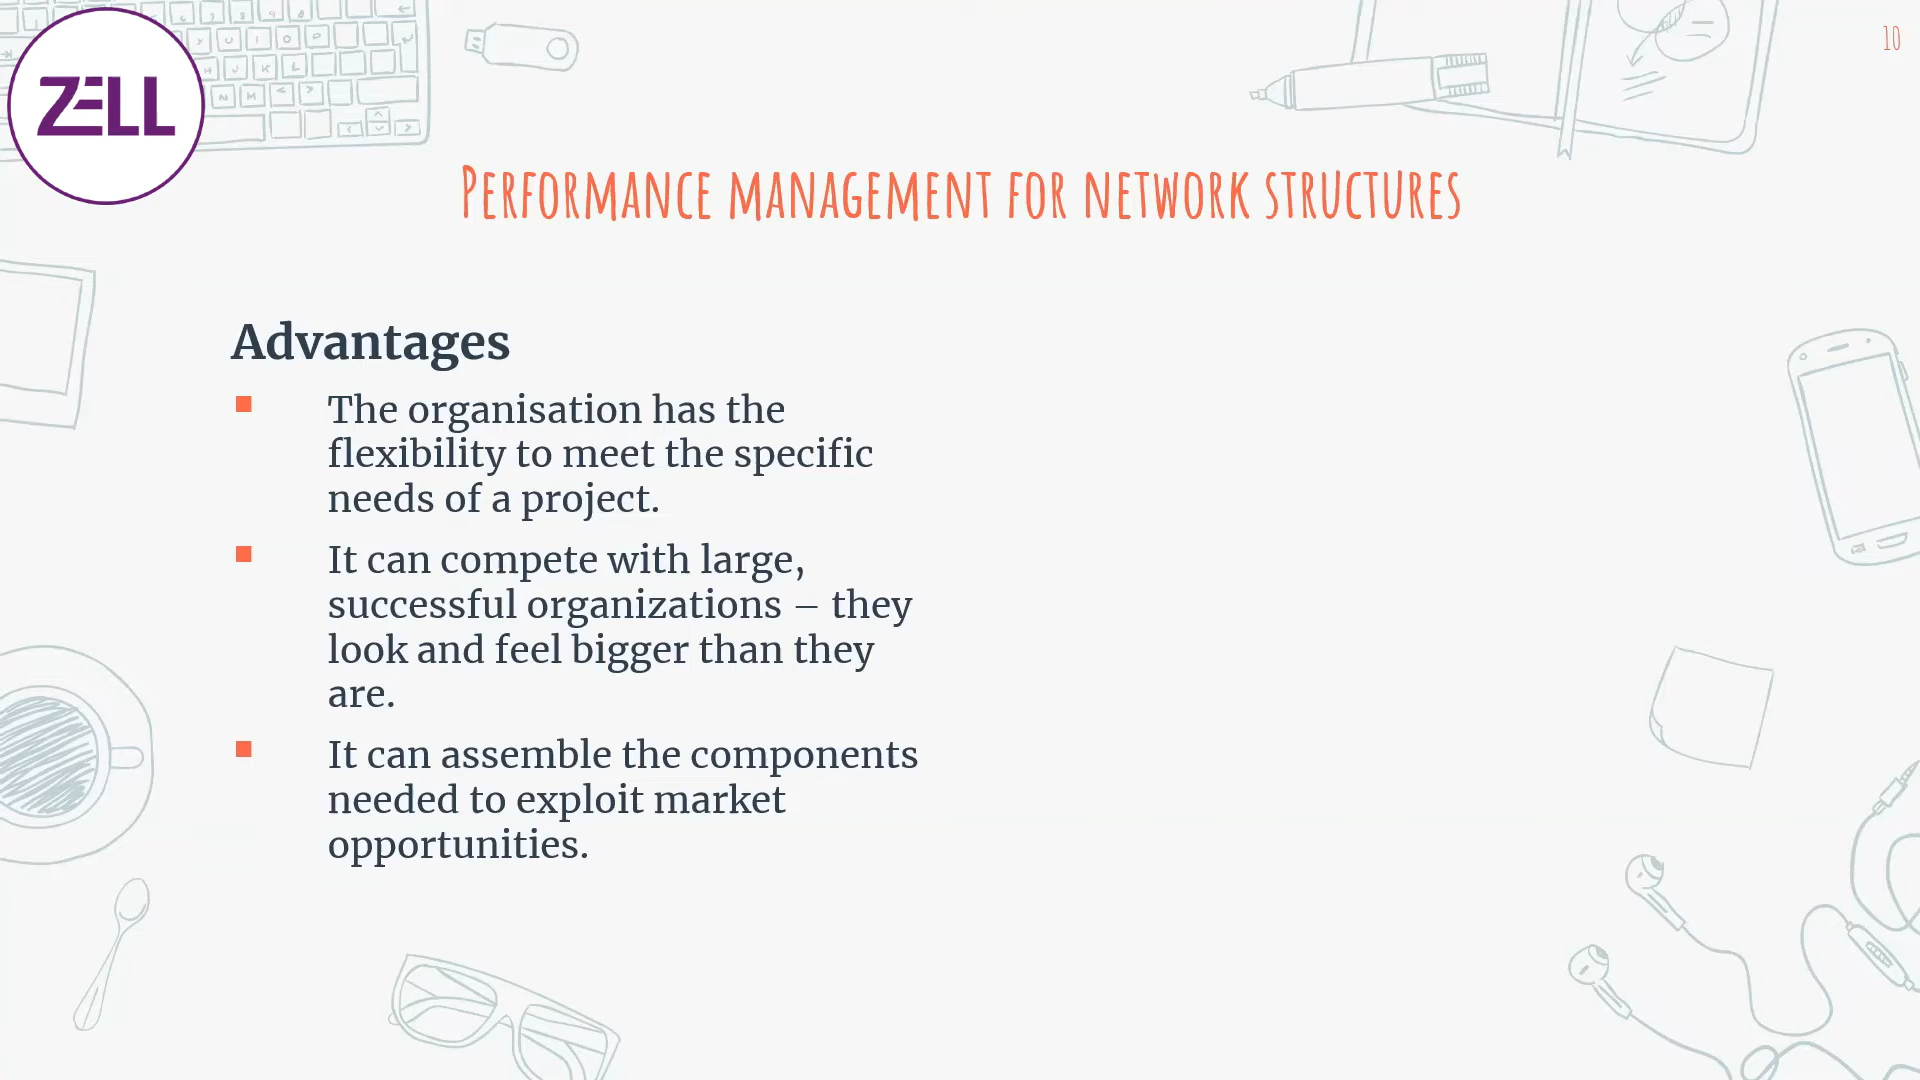 ZELL
10
Performance management for network structures
Advantages
The organisation has the
flexibility to meet the specific
needs of a project.
It can compete with large,
successful organizations – they
look and feel bigger than they
are.
It can assemble the components
needed to exploit market
opportunities.